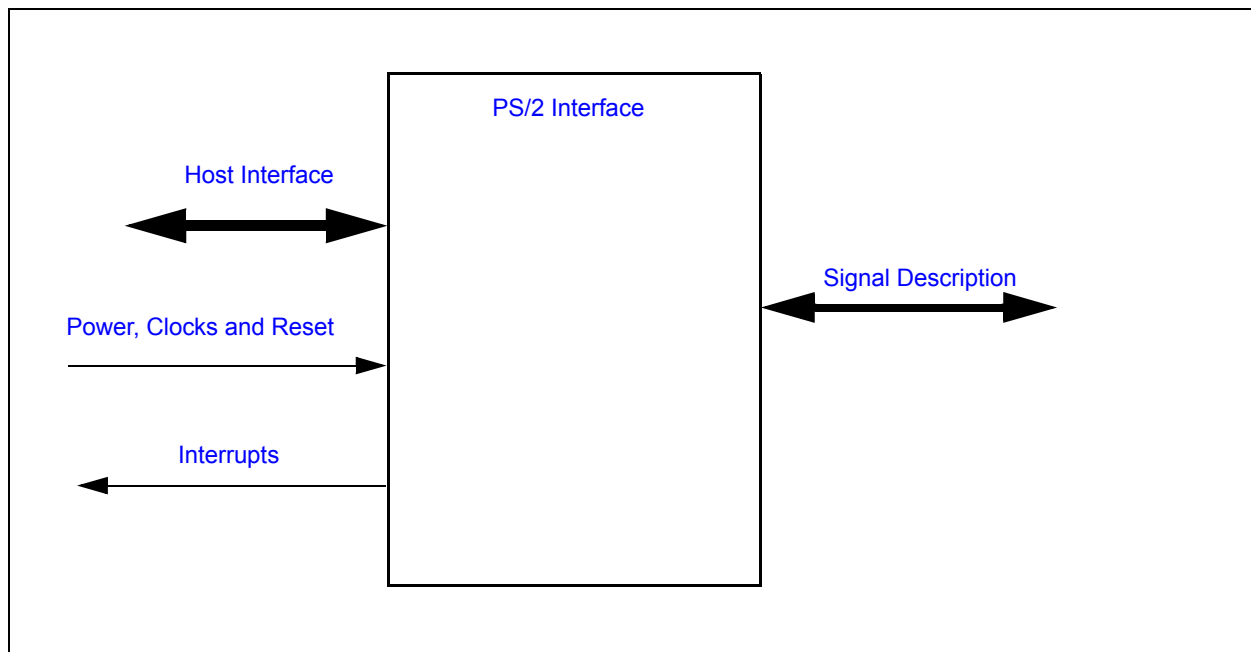 PS/2 Interface
Host Interface
Signal Description
Power, Clocks and Reset
Interrupts